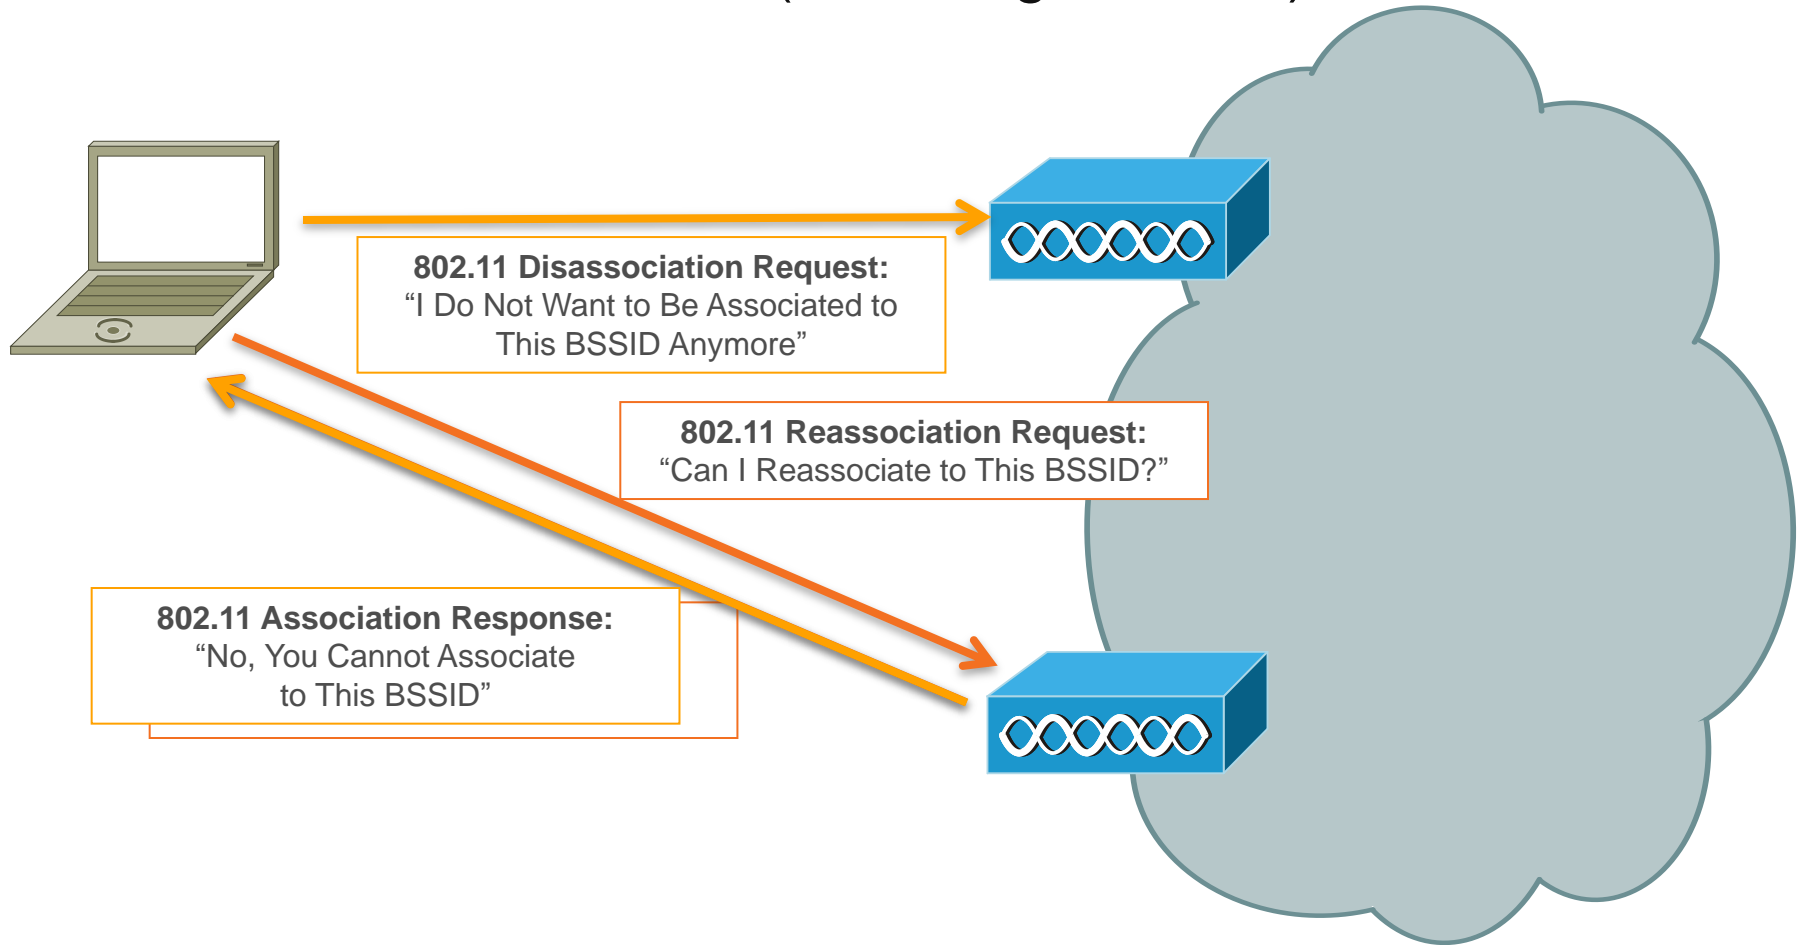 802.11 Disassociation Request:
“I Do Not Want to Be Associated to
This BSSID Anymore”
802.11 Reassociation Request:
“Can I Reassociate to This BSSID?”
802.11 Association Response:
“No, You Cannot Associate
to This BSSID”